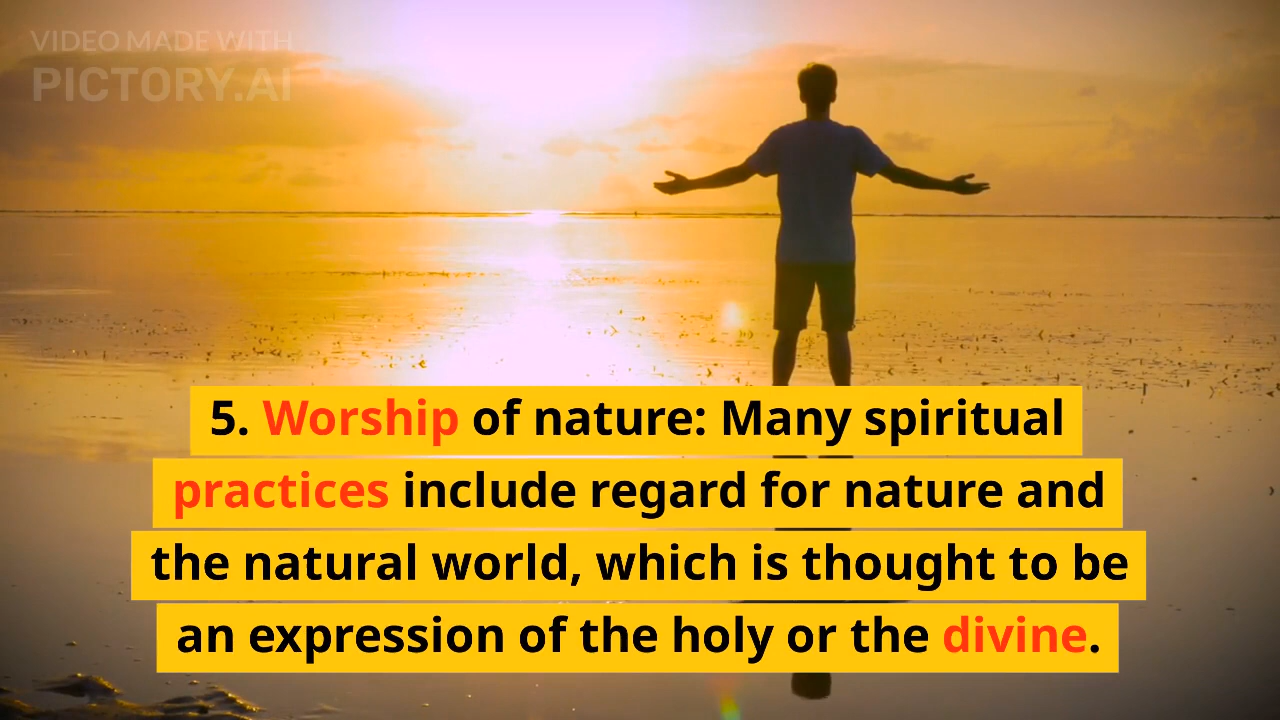 VIDEO MADE WITH
PICTORY.AI
5. Worship of nature: Many spiritual
practices include regard for nature and
the natural world, which is thought to be
an expression of the holy or the divine.